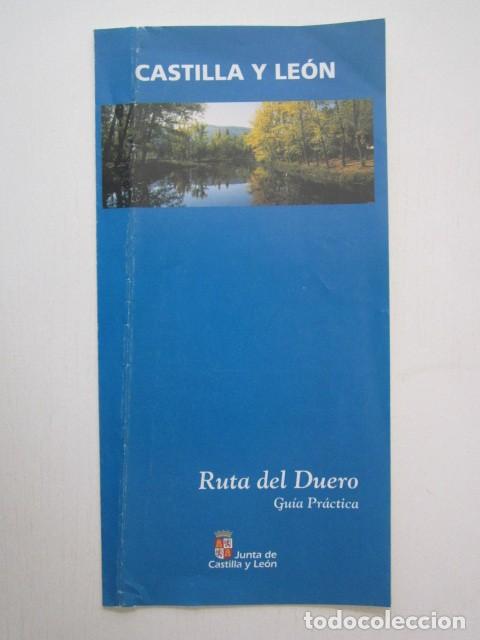 CASTILLA Y LEÓN
Ruta del Duero
Guía Práctica
Junta de
Castilla y León
todocoleccion